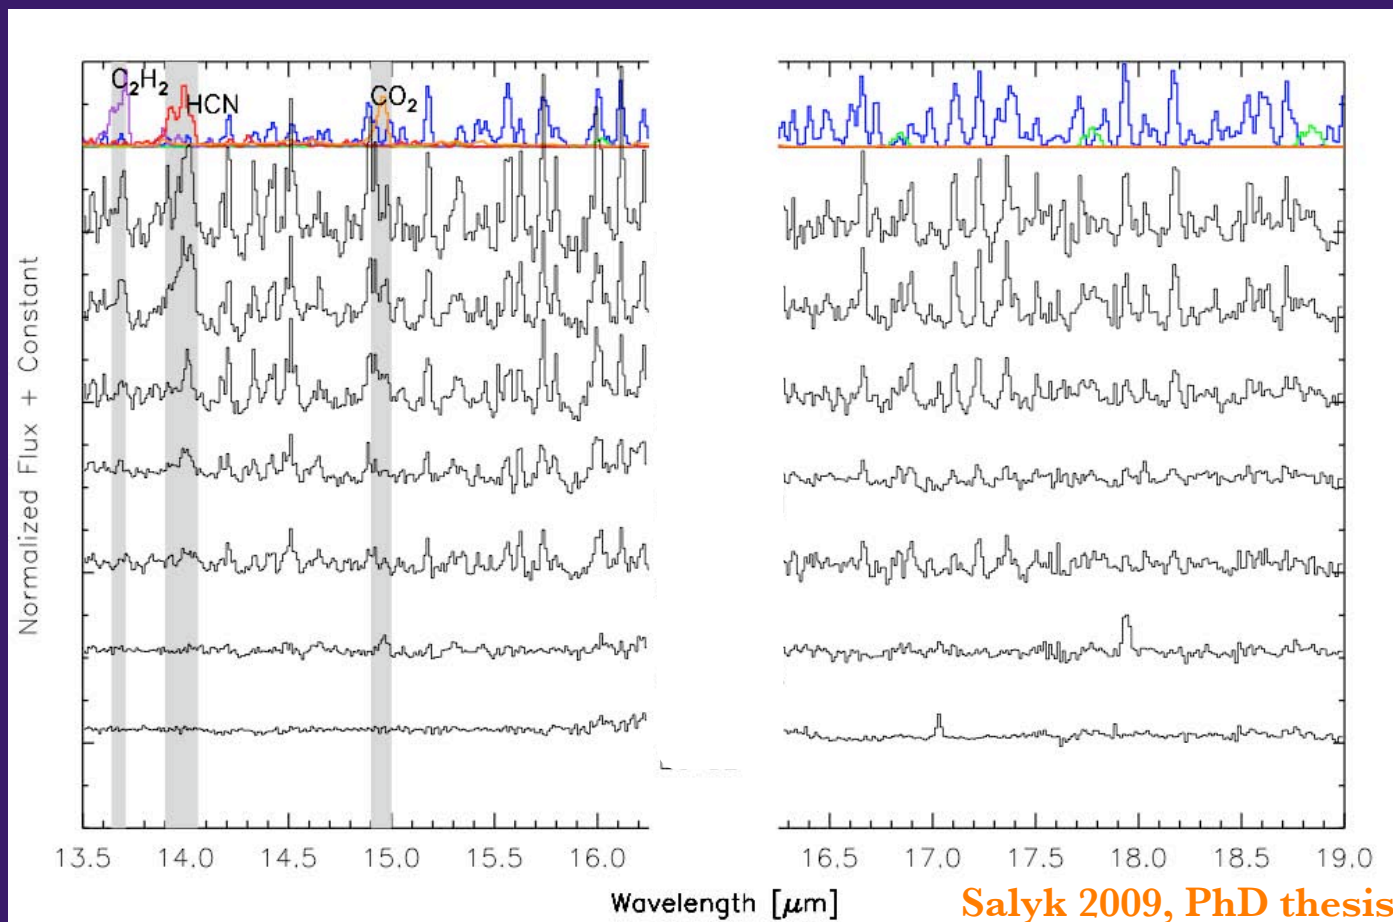 C₂H₂
HCN
CO₂
Normalized Flux + Constant
13.5 14.0 14.5 15.0 15.5 16.0 16.5 17.0 17.5 18.0 18.5 19.0
Wavelength [μm]
Salyk 2009, PhD thesis